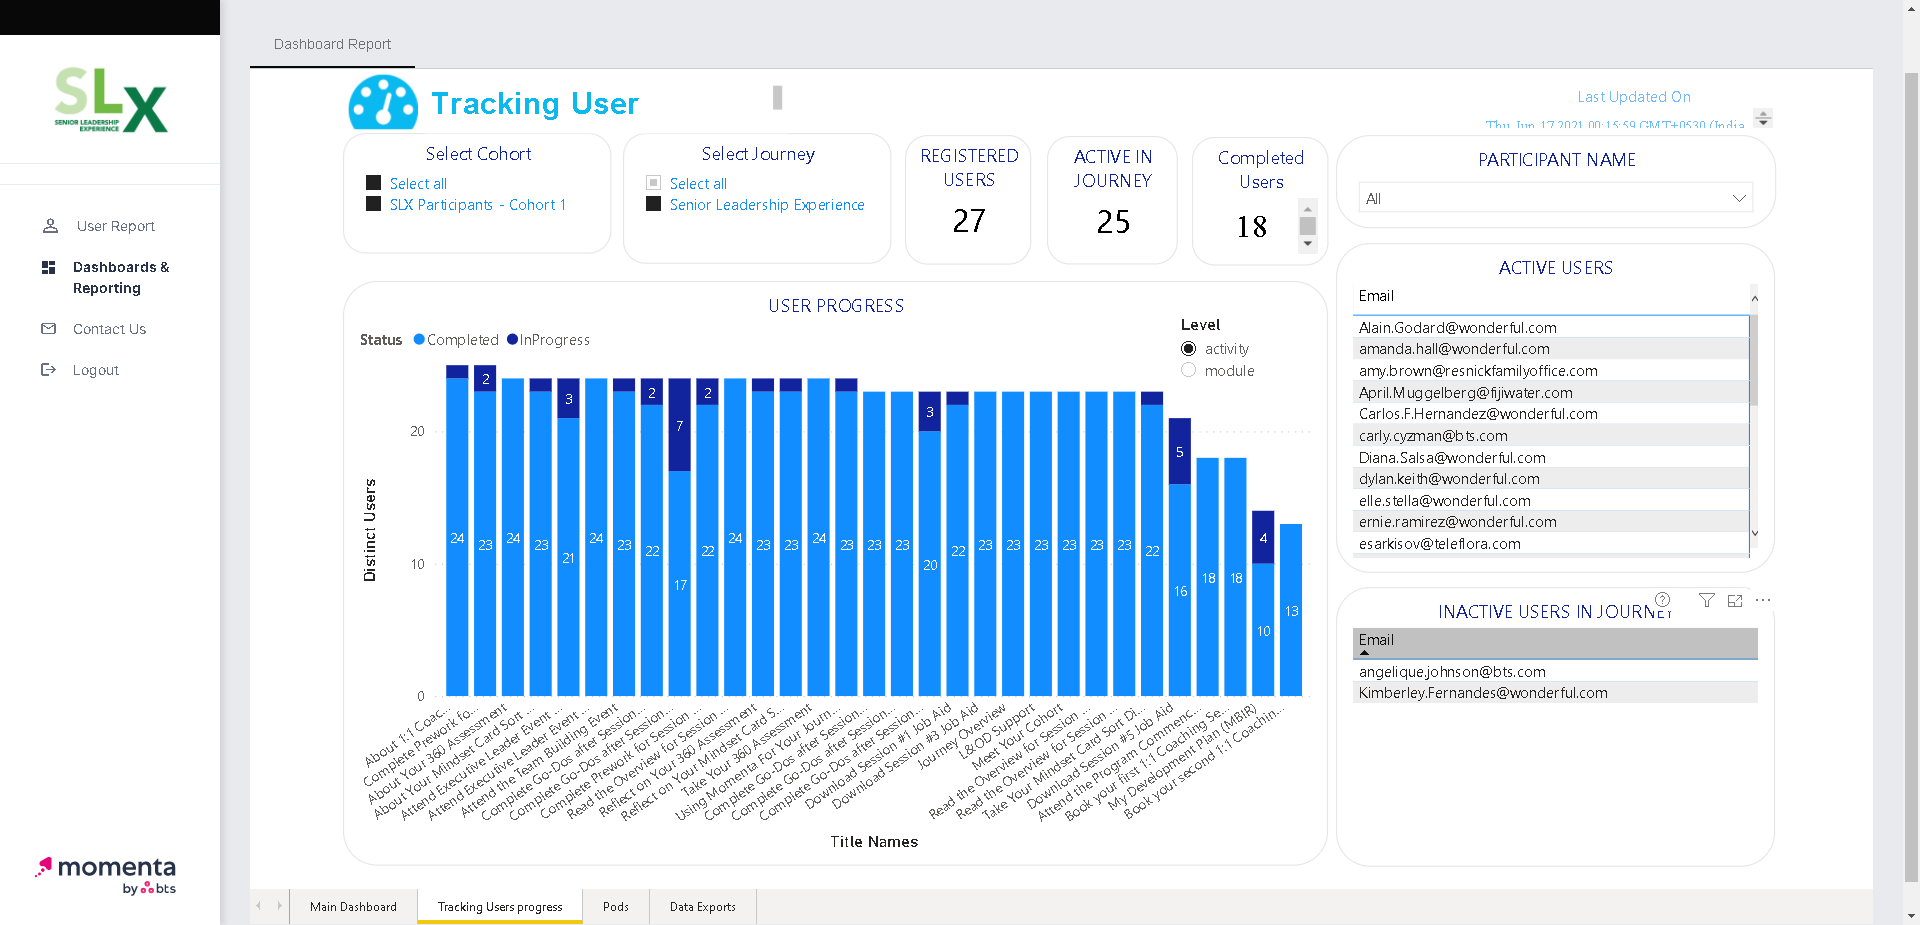 SLX
SENIOR LEADERSHIP
EXPERIENCE
User Report
Dashboards &
Reporting
Contact Us
Logout
momenta
by bts
Dashboard Report
Tracking User
Last Updated On
Thu Jun 17 2021 00:15:59 GMT+0530 (India
Select Cohort
Select all
SLX Participants - Cohort 1
Select Journey
Select all
Senior Leadership Experience
REGISTERED
USERS
27
ACTIVE IN
JOURNEY
25
Completed
Users
18
PARTICIPANT NAME
All
USER PROGRESS
Status Completed InProgress
Level
activity
module
Distinct Users
20
10
0
2
3
2
7
2
3
5
4
24
23
24
23
21
24
23
22
17
22
24
23
23
24
23
23
23
20
22
23
23
23
23
23
23
22
16
18
18
10
13
About 1:1 Coac...
Complete Prework fo...
About Your 360 Assessment
About Your Mindset Card Sort ...
Attend Executive Leader Event ...
Attend Executive Leader Event ...
Attend the Team Building Event
Complete Go-Dos after Session...
Complete Go-Dos after Session...
Complete Prework for Session ...
Read the Overview for Session ...
Reflect on Your 360 Assessment
Reflect on Your Mindset Card S...
Take Your 360 Assessment
Using Momenta For Your Journ...
Complete Go-Dos after Session...
Complete Go-Dos after Session...
Complete Go-Dos after Session...
Download Session #1 Job Aid
Download Session #3 Job Aid
Journey Overview
L&OD Support
Meet Your Cohort
Read the Overview for Session ...
Read the Overview for Session ...
Take Your Mindset Card Sort Di...
Download Session #5 Job Aid
Attend the Program Commenc...
Book your first 1:1 Coaching Se...
My Development Plan (MBIR)
Book your second 1:1 Coachin...
Title Names
ACTIVE USERS
Email
Alain.Godard@wonderful.com
amanda.hall@wonderful.com
amy.brown@resnickfamilyoffice.com
April.Muggelberg@fijiwater.com
Carlos.F.Hernandez@wonderful.com
carly.cyzman@bts.com
Diana.Salsa@wonderful.com
dylan.keith@wonderful.com
elle.stella@wonderful.com
ernie.ramirez@wonderful.com
esarkisov@teleflora.com
INACTIVE USERS IN JOURNEY
Email
angelique.johnson@bts.com
Kimberley.Fernandes@wonderful.com
Main Dashboard
Tracking Users progress
Pods
Data Exports